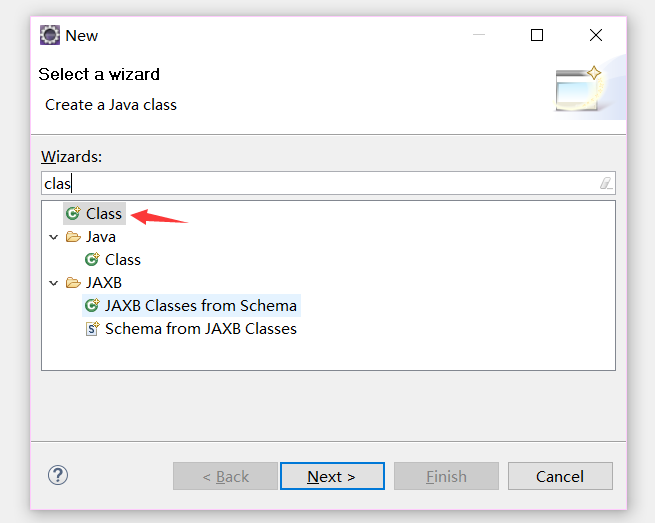 New
Select a wizard
Create a Java class
Wizards:
clas
Class
Java
Class
JAXB
JAXB Classes from Schema
Schema from JAXB Classes
? < Back Next > Finish Cancel